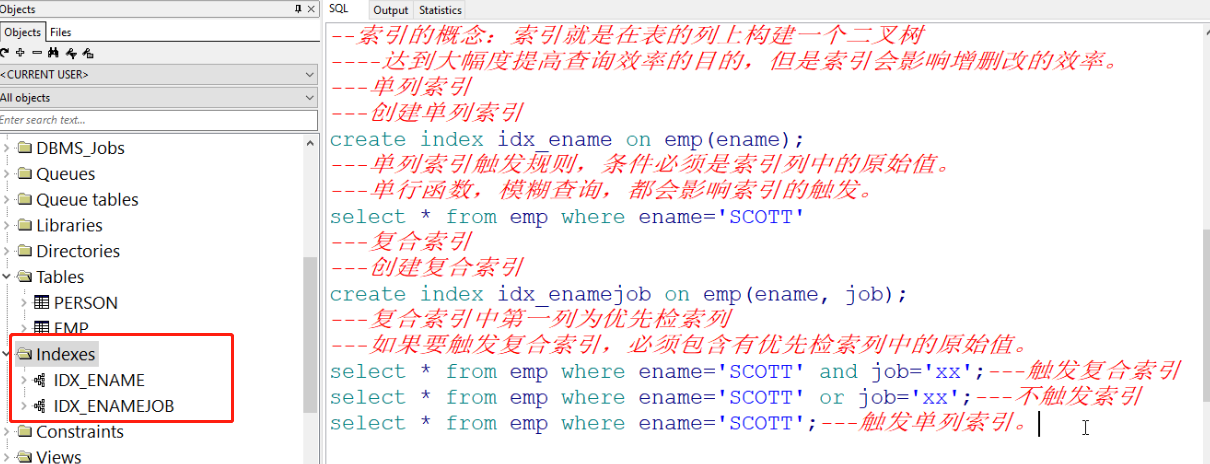 Objects
Objects Files
<CURRENT USER>
All objects
Enter search text...
DBMS_Jobs
Queues
Queue tables
Libraries
Directories
Tables
PERSON
EMP
Indexes
IDX_ENAME
IDX_ENAMEJOB
Constraints
Views
SQL Output Statistics
--索引的概念：索引就是在表的列上构建一个二叉树
----达到大幅度提高查询效率的目的，但是索引会影响增删改的效率。
---单列索引
---创建单列索引
create index idx_ename on emp(ename);
---单列索引触发规则，条件必须是索引列中的原始值。
---单行函数，模糊查询，都会影响索引的触发。
select * from emp where ename='SCOTT'
---复合索引
---创建复合索引
create index idx_enamejob on emp(ename, job);
---复合索引中第一列为优先检索列
---如果要触发复合索引，必须包含有优先检索列中的原始值。
select * from emp where ename='SCOTT' and job='xx';---触发复合索引
select * from emp where ename='SCOTT' or job='xx';---不触发索引
select * from emp where ename='SCOTT';---触发单列索引。